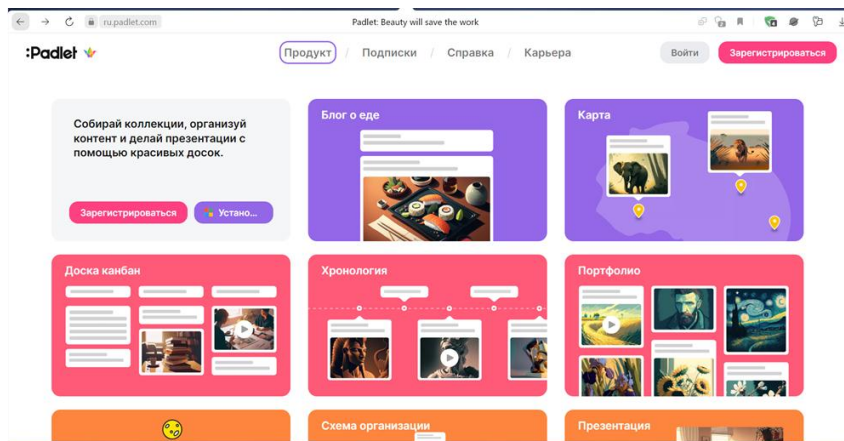 ru.padlet.com
Padlet: Beauty will save the work
:Padlet
Продукт / Подписки / Справка / Карьера
Войти
Зарегистрироваться
Собирай коллекции, организуй
контент и делай презентации с
помощью красивых досок.
Зарегистрироваться
Устано...
Блог о еде
Карта
Доска канбан
Хронология
Портфолио
Схема организации
Презентация